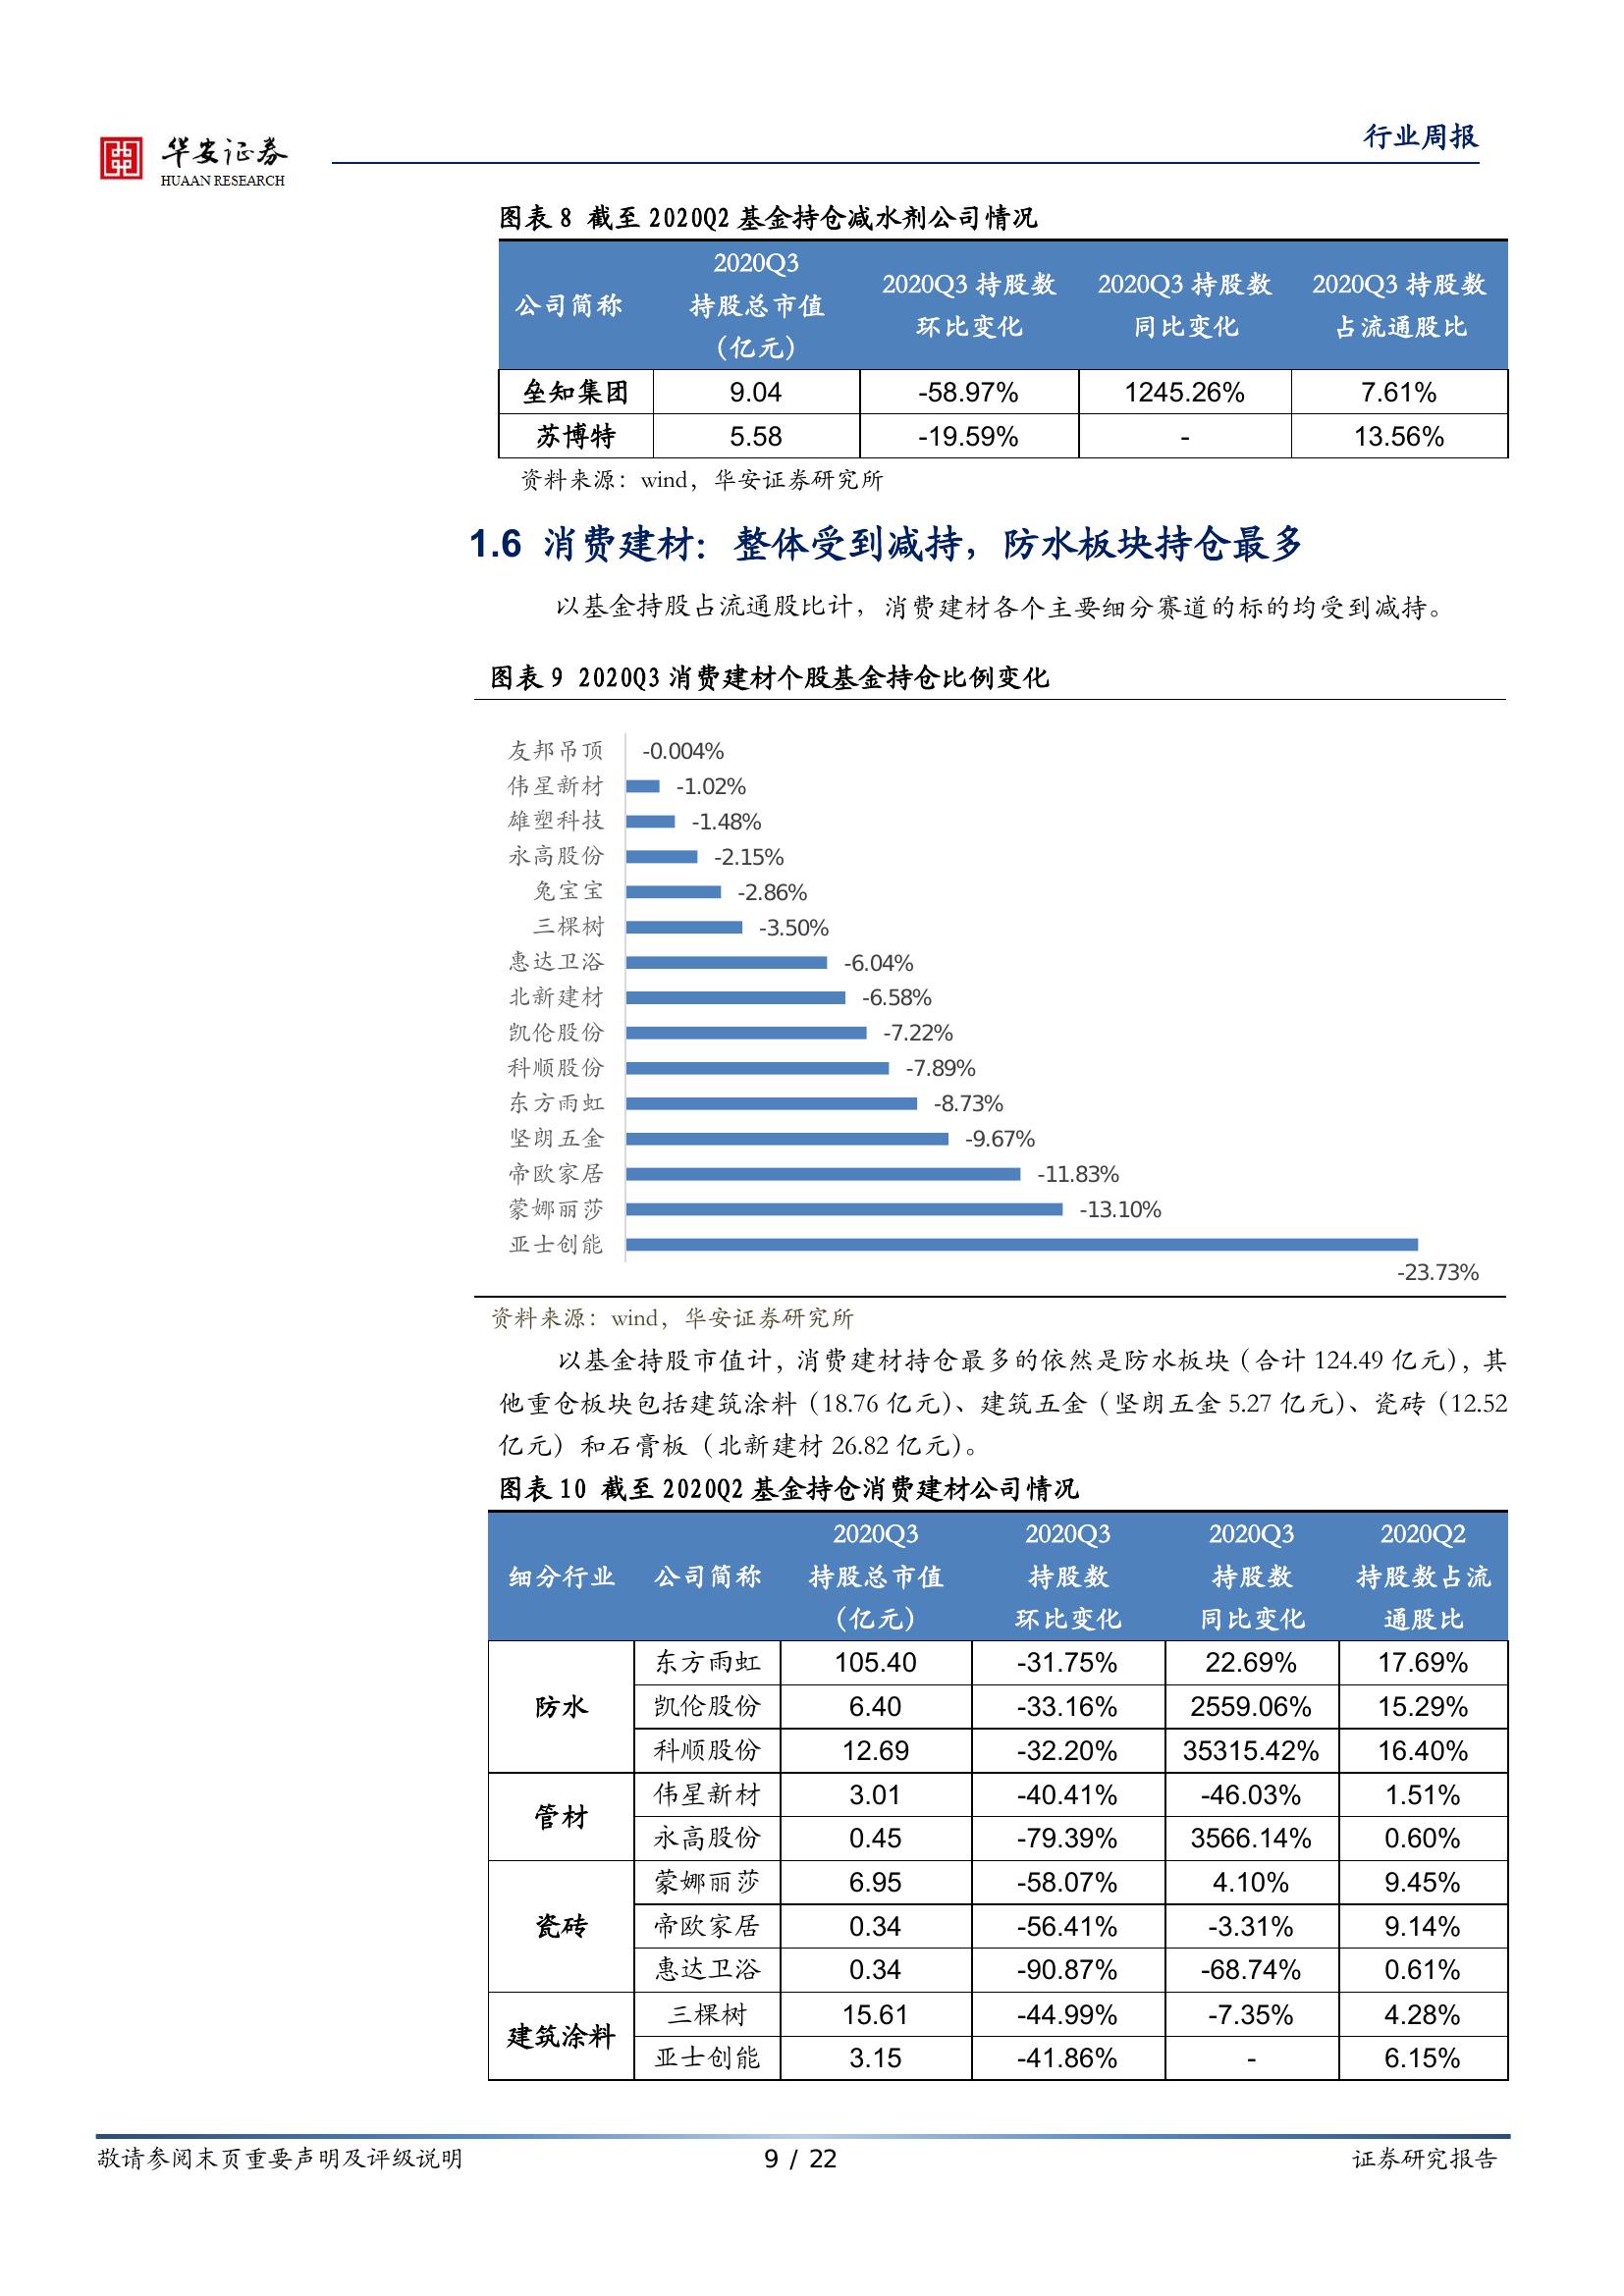 华安证券
HUAAN RESEARCH
行业周报
图表 8 截至 2020Q2 基金持仓减水剂公司情况
公司简称 2020Q3 持股总市值 (亿元) 2020Q3 持股数 环比变化 2020Q3 持股数 同比变化 2020Q3 持股数 占流通股比
垒知集团 9.04 -58.97% 1245.26% 7.61%
苏博特 5.58 -19.59% - 13.56%
资料来源：wind，华安证券研究所
1.6 消费建材：整体受到减持，防水板块持仓最多
以基金持股占流通股比计，消费建材各个主要细分赛道的标的均受到减持。
图表 9 2020Q3 消费建材个股基金持仓比例变化
友邦吊顶 -0.004%
伟星新材 -1.02%
雄塑科技 -1.48%
永高股份 -2.15%
兔宝宝 -2.86%
三棵树 -3.50%
惠达卫浴 -6.04%
北新建材 -6.58%
凯伦股份 -7.22%
科顺股份 -7.89%
东方雨虹 -8.73%
坚朗五金 -9.67%
帝欧家居 -11.83%
蒙娜丽莎 -13.10%
亚士创能 -23.73%
资料来源：wind，华安证券研究所
以基金持股市值计，消费建材持仓最多的依然是防水板块（合计 124.49 亿元），其
他重仓板块包括建筑涂料（18.76 亿元）、建筑五金（坚朗五金 5.27 亿元）、瓷砖（12.52
亿元）和石膏板（北新建材 26.82 亿元）。
图表 10 截至 2020Q2 基金持仓消费建材公司情况
细分行业 公司简称 2020Q3 持股总市值 （亿元） 2020Q3 持股数 环比变化 2020Q3 持股数 同比变化 2020Q2 持股数占流通股比
防水 东方雨虹 105.40 -31.75% 22.69% 17.69%
凯伦股份 6.40 -33.16% 2559.06% 15.29%
科顺股份 12.69 -32.20% 35315.42% 16.40%
管材 伟星新材 3.01 -40.41% -46.03% 1.51%
永高股份 0.45 -79.39% 3566.14% 0.60%
瓷砖 蒙娜丽莎 6.95 -58.07% 4.10% 9.45%
帝欧家居 0.34 -56.41% -3.31% 9.14%
惠达卫浴 0.34 -90.87% -68.74% 0.61%
建筑涂料 三棵树 15.61 -44.99% -7.35% 4.28%
亚士创能 3.15 -41.86% - 6.15%
敬请参阅末页重要声明及评级说明 9 / 22 证券研究报告